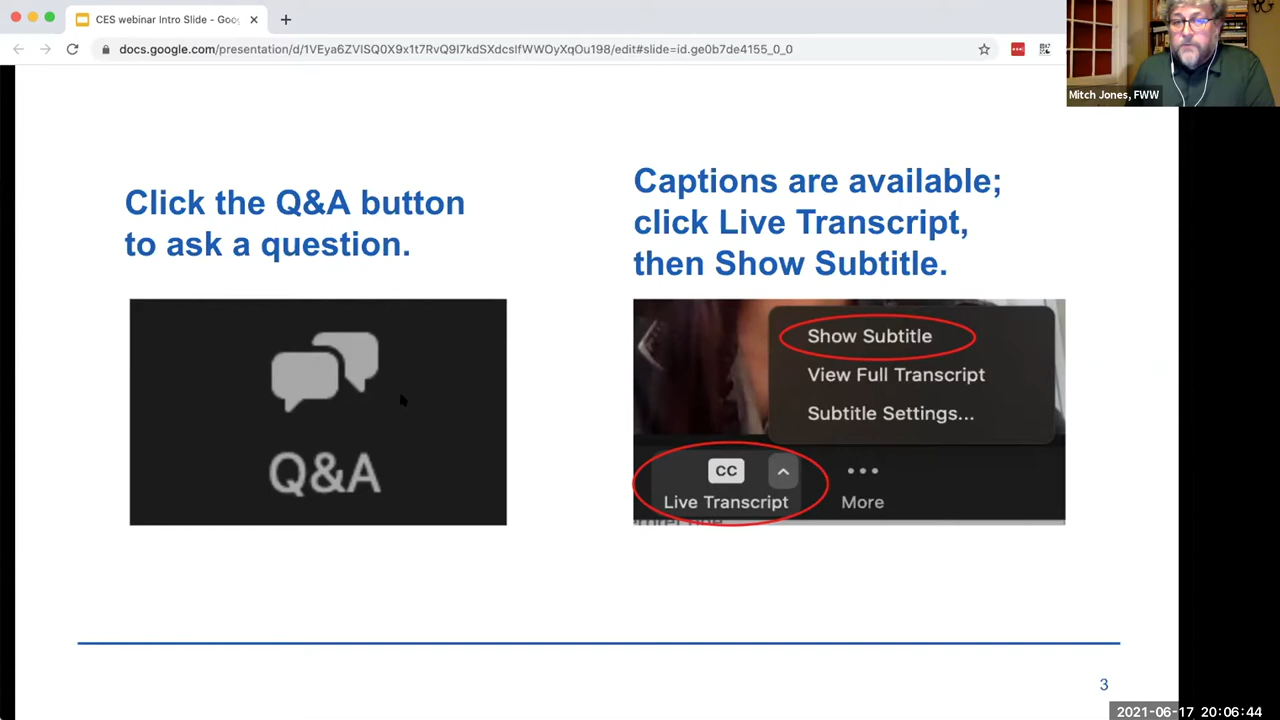 CES webinar Intro Slide - Goo
docs.google.com/presentation/d/1VEya6ZVISQ0X9x1t7RvQ9I7kdSXdcsIfWWOyXqOu198/edit#slide=id.ge0b7de4155_0_0
Mitch Jones, FWW
Click the Q&A button
to ask a question.
Captions are available;
click Live Transcript,
then Show Subtitle.
Q&A
Show Subtitle
View Full Transcript
Subtitle Settings...
CC
Live Transcript
More
3
2021-06-17 20:06:44